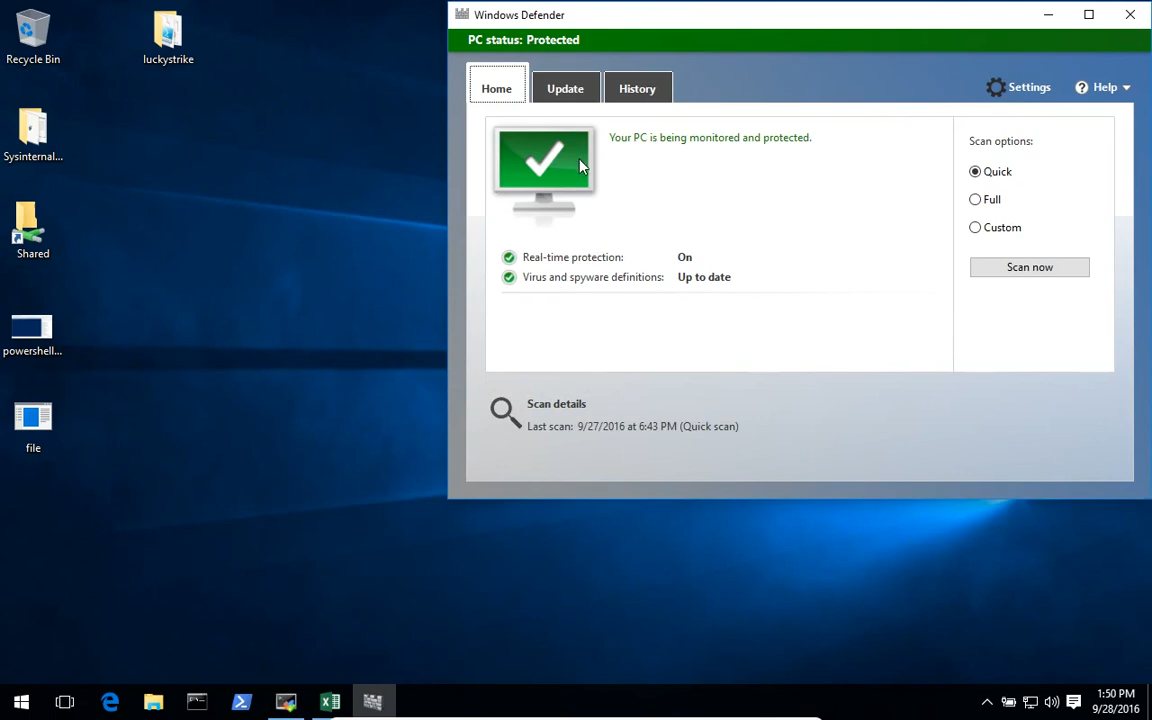 Recycle Bin
luckystrike
Sysinternal...
Shared
powershell...
file
Windows Defender
PC status: Protected
Home
Update
History
Settings
? Help
Your PC is being monitored and protected.
Real-time protection: On
Virus and spyware definitions: Up to date
Scan options:
Quick
Full
Custom
Scan now
Scan details
Last scan: 9/27/2016 at 6:43 PM (Quick scan)
1:50 PM
9/28/2016